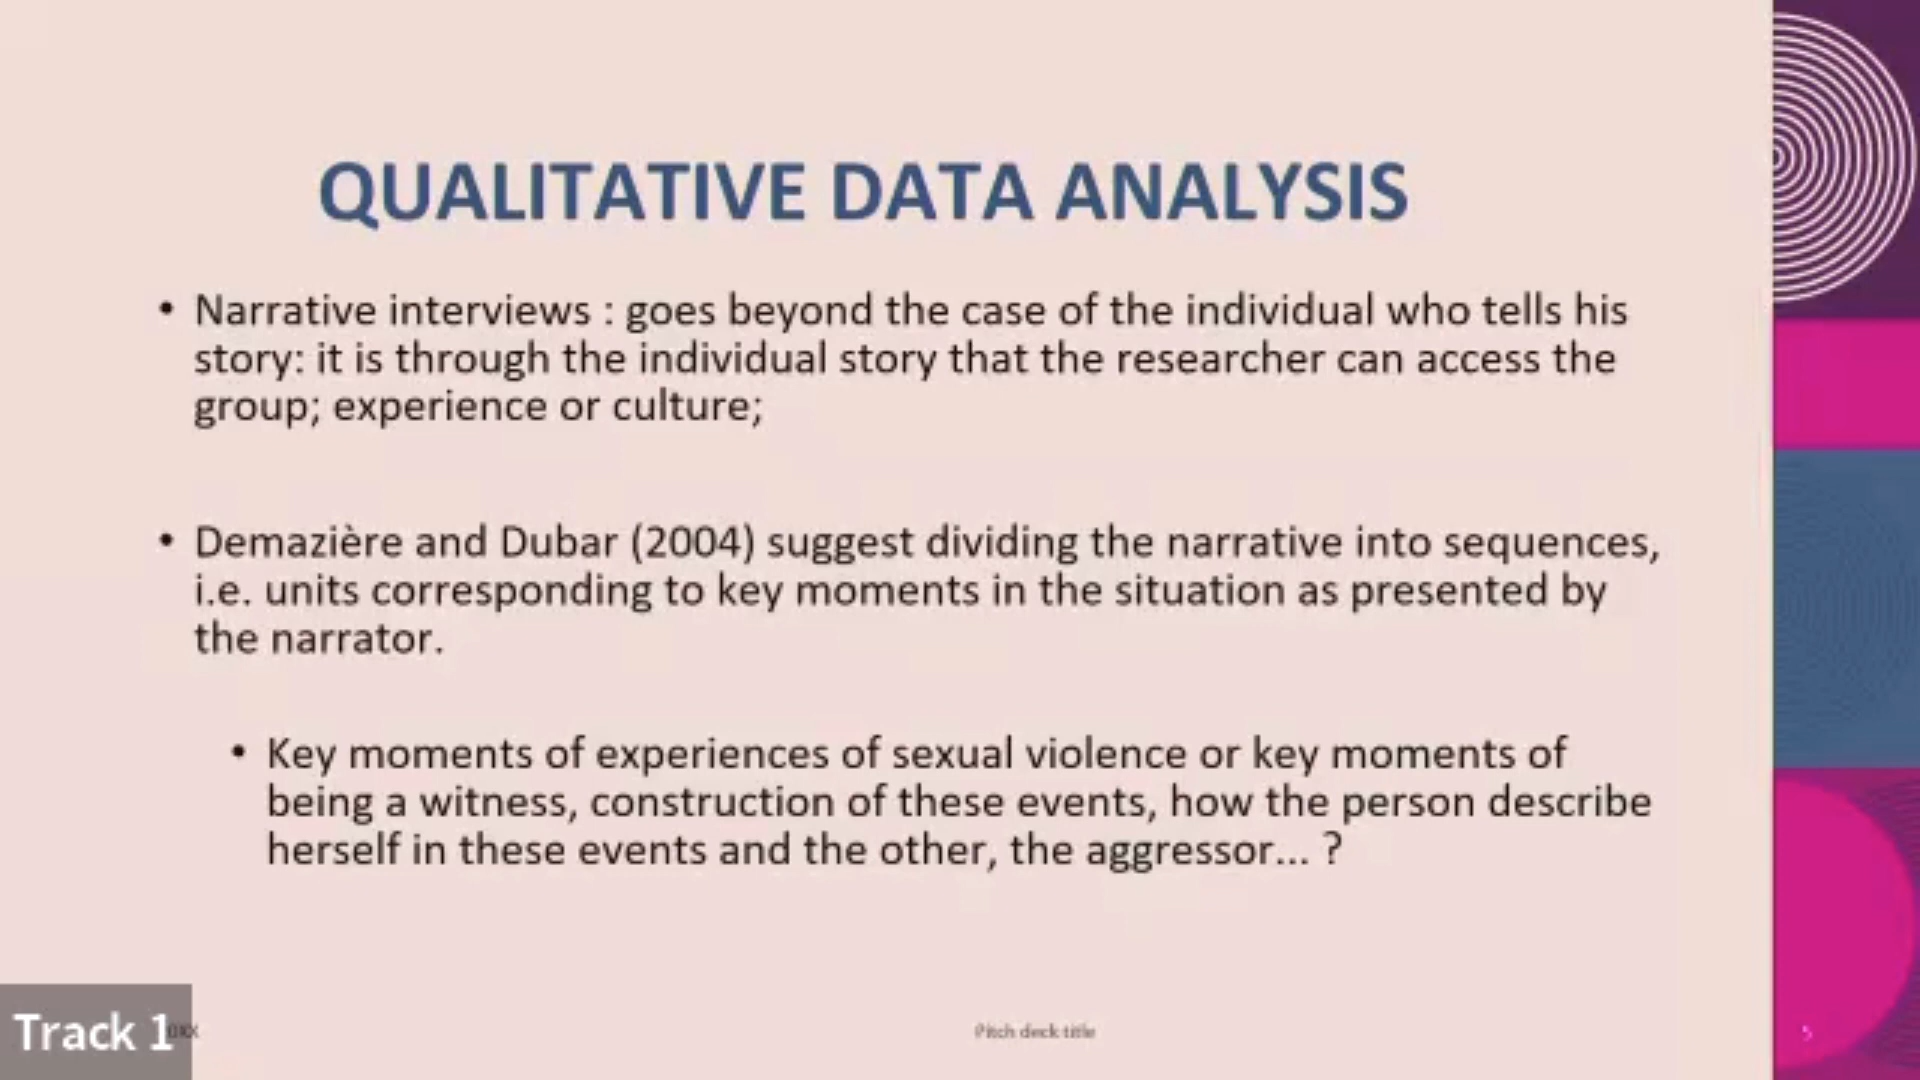 QUALITATIVE DATA ANALYSIS
• Narrative interviews : goes beyond the case of the individual who tells his
story: it is through the individual story that the researcher can access the
group; experience or culture;
• Demazière and Dubar (2004) suggest dividing the narrative into sequences,
i.e. units corresponding to key moments in the situation as presented by
the narrator.
• Key moments of experiences of sexual violence or key moments of
being a witness, construction of these events, how the person describe
herself in these events and the other, the aggressor... ?
Track 1
Pitch deck title
5